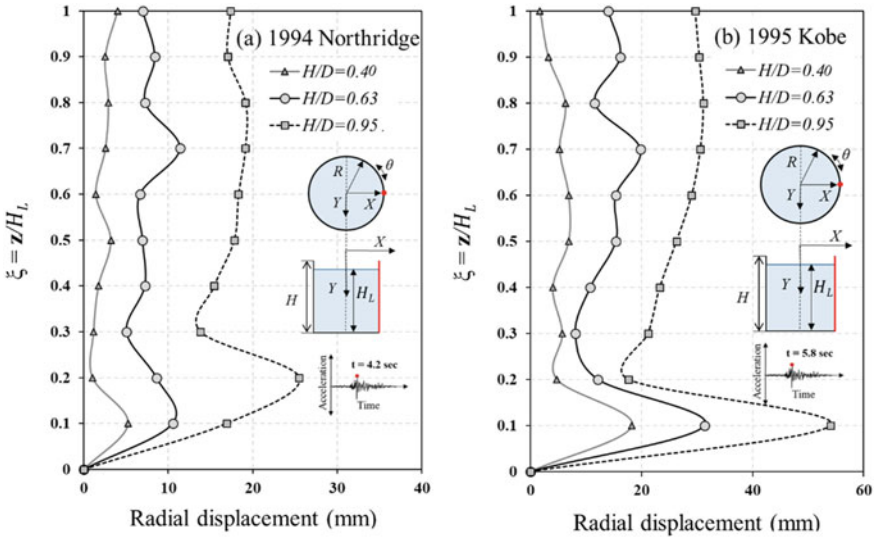 (a) 1994 Northridge
H/D=0.40
H/D=0.63
H/D=0.95 .
1
0.9
0.8
0.7
0.6
0.5
0.4
0.3
0.2
0.1
0
ξ = z/H_L
R
θ
X
Y
X
H
Y
H_L
t = 4.2 sec
Acceleration
Time
0 10 20 30 40
Radial displacement (mm)
(b) 1995 Kobe
H/D=0.40
H/D=0.63
H/D=0.95
1
0.9
0.8
0.7
0.6
0.5
0.4
0.3
0.2
0.1
0
ξ = z/H_L
R
θ
X
Y
X
H
Y
H_L
t = 5.8 sec
Acceleration
Time
0 20 40 60
Radial displacement (mm)